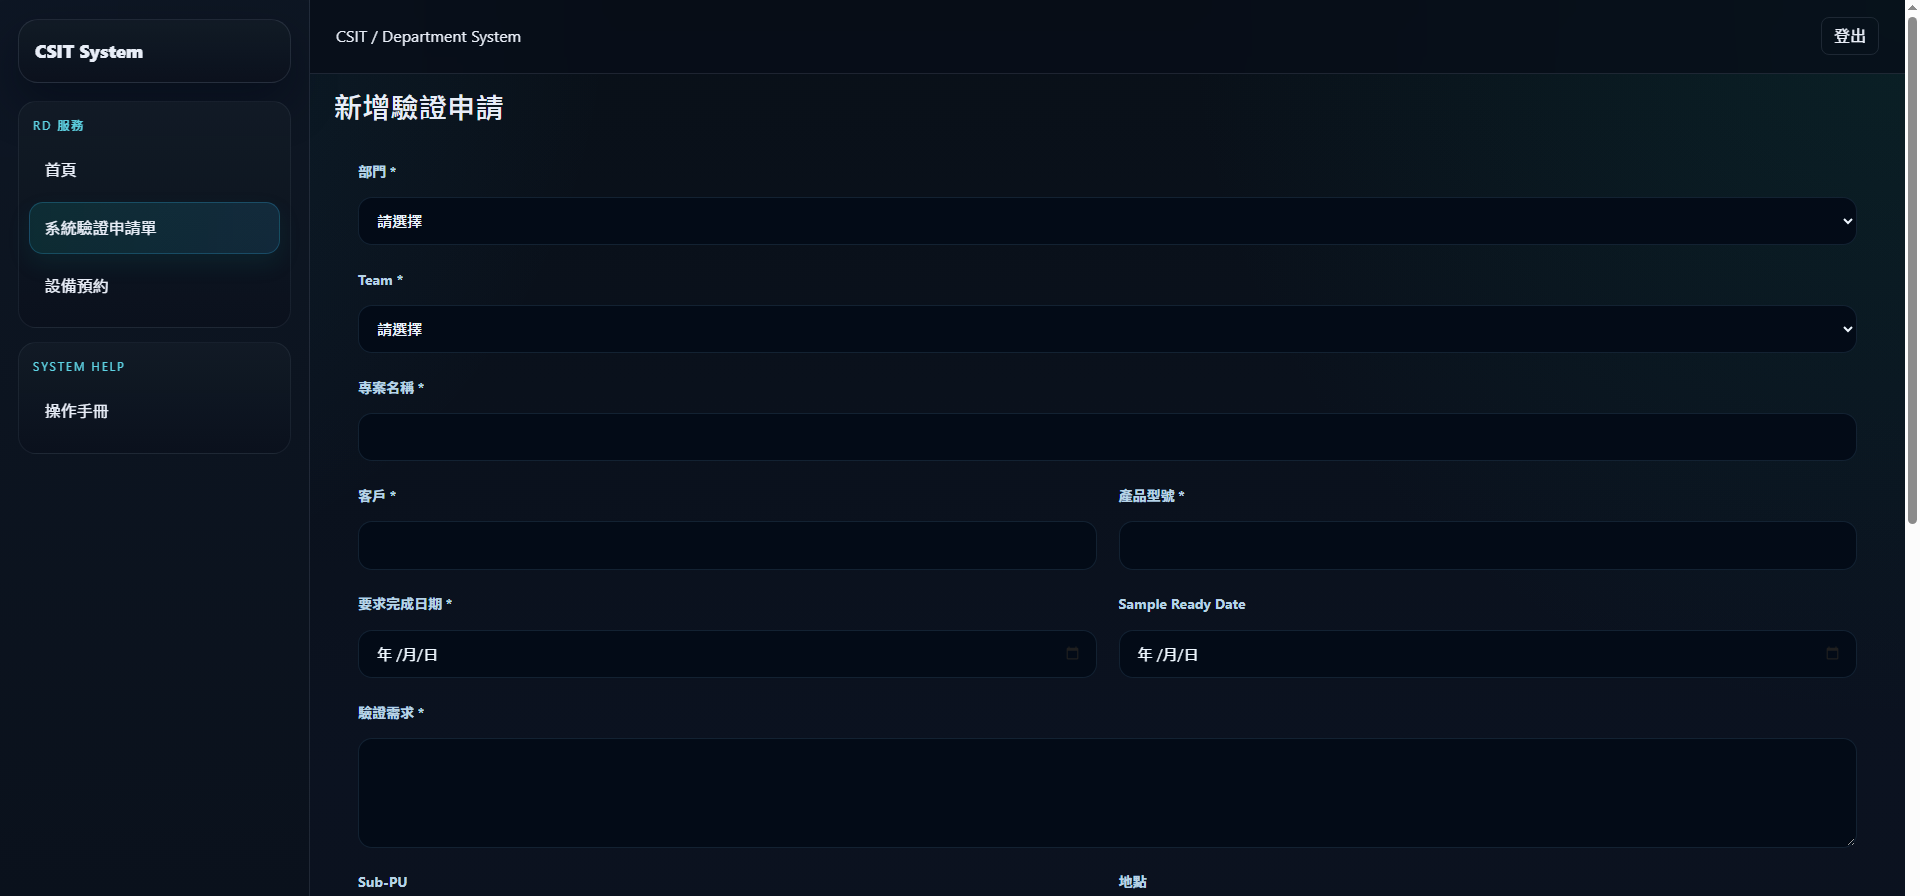 CSIT System
RD 服務
首頁
系統驗證申請單
設備預約
SYSTEM HELP
操作手冊
CSIT / Department System
登出
新增驗證申請
部門 *
請選擇
Team *
請選擇
專案名稱 *
客戶 *
產品型號 *
要求完成日期 *
Sample Ready Date
年 /月/日
年 /月/日
驗證需求 *
Sub-PU
地點